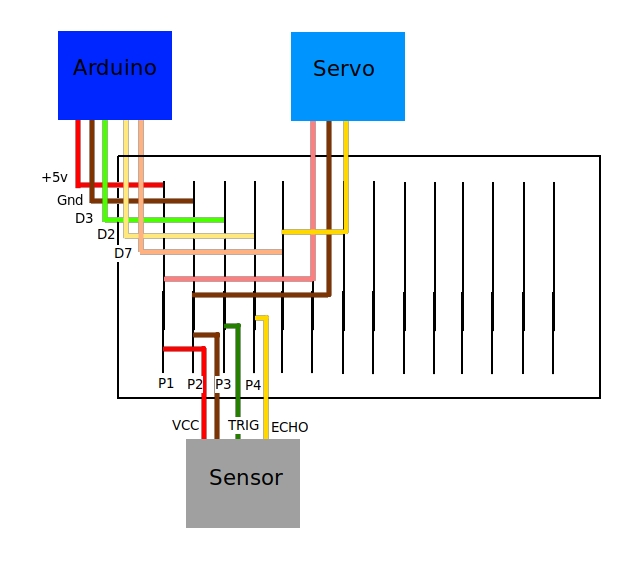 Arduino
Servo
+5v
Gnd
D3
D2
D7
P1 P2 P3 P4
VCC TRIG ECHO
Sensor